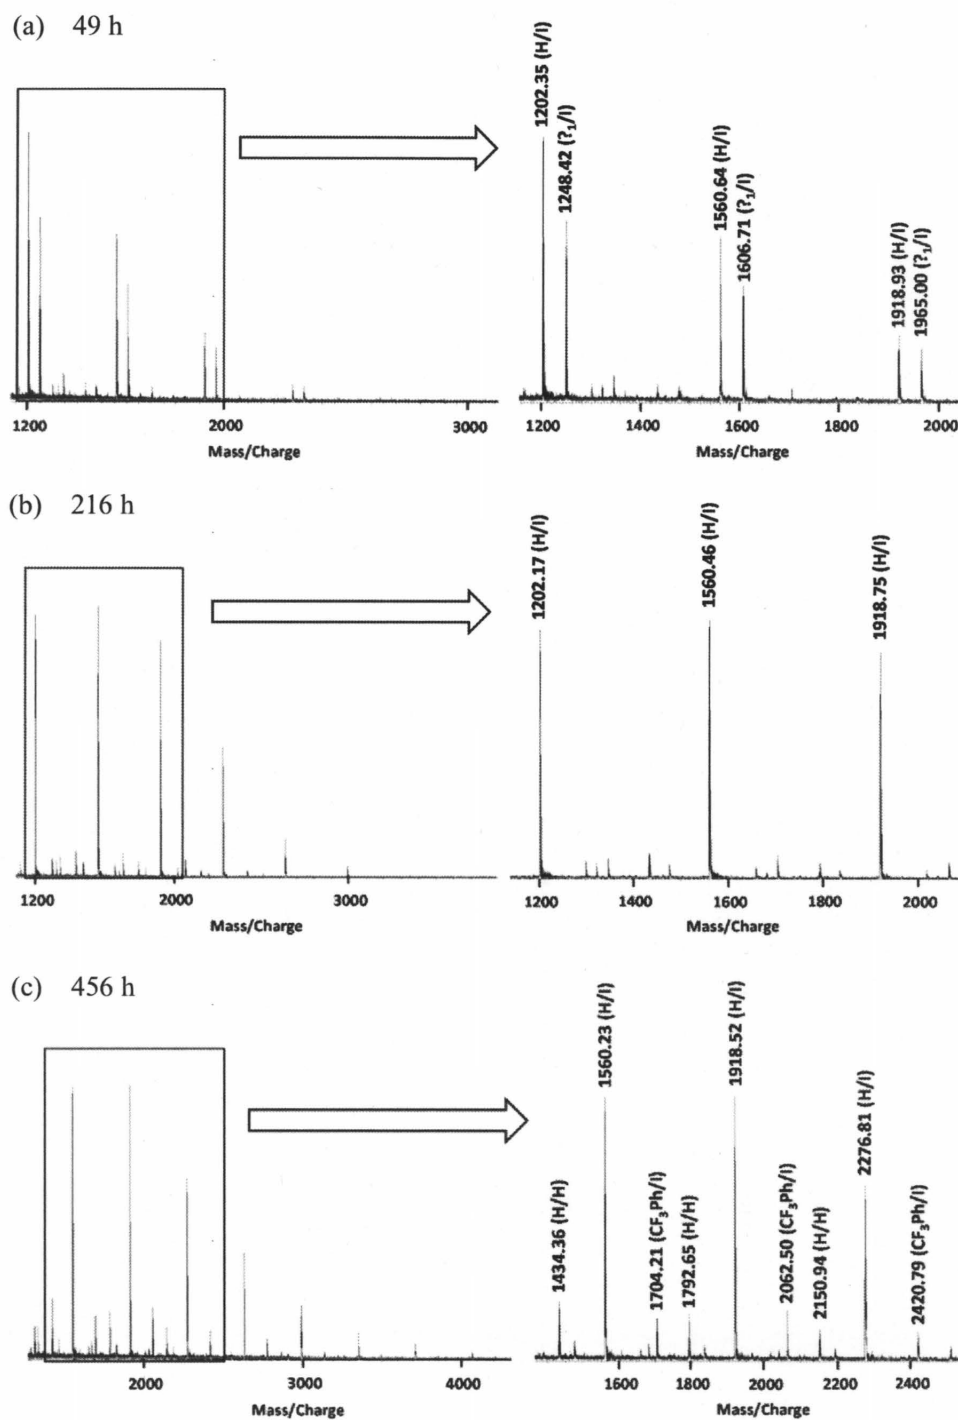 (a) 49 h
1202.35 (H/I)
1248.42 (?₁/I)
1560.64 (H/I)
1606.71 (?₁/I)
1918.93 (H/I)
1965.00 (?₁/I)
1200 2000 3000
Mass/Charge
1200 1400 1600 1800 2000
Mass/Charge
(b) 216 h
1202.17 (H/I)
1560.46 (H/I)
1918.75 (H/I)
1200 2000 3000
Mass/Charge
1200 1400 1600 1800 2000
Mass/Charge
(c) 456 h
1434.36 (H/H)
1560.23 (H/I)
1704.21 (CF₃Ph/I)
1792.65 (H/H)
1918.52 (H/I)
2062.50 (CF₃Ph/I)
2150.94 (H/H)
2276.81 (H/I)
2420.79 (CF₃Ph/I)
2000 3000 4000
Mass/Charge
1600 1800 2000 2200 2400
Mass/Charge